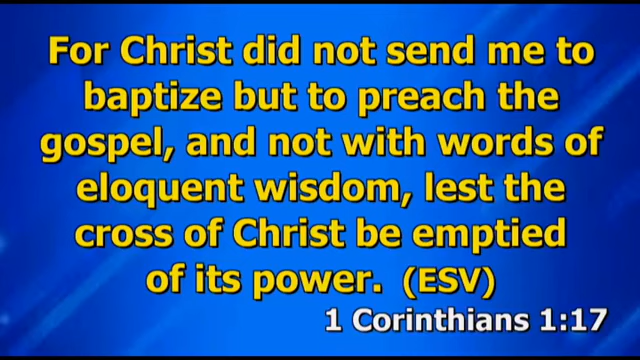 For Christ did not send me to
baptize but to preach the
gospel, and not with words of
eloquent wisdom, lest the
cross of Christ be emptied
of its power. (ESV)
1 Corinthians 1:17